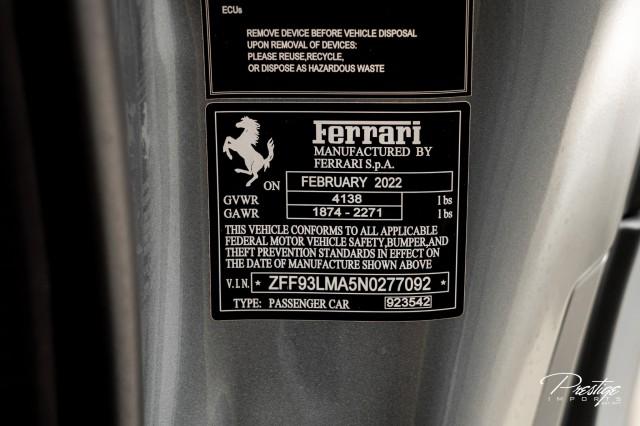 ECUs
REMOVE DEVICE BEFORE VEHICLE DISPOSAL
UPON REMOVAL OF DEVICES:
PLEASE REUSE,RECYCLE,
OR DISPOSE AS HAZARDOUS WASTE
Ferrari
MANUFACTURED BY
FERRARI S.p.A.
ON FEBRUARY 2022
GVWR 4138 lbs
GAWR 1874 - 2271 lbs
THIS VEHICLE CONFORMS TO ALL APPLICABLE
FEDERAL MOTOR VEHICLE SAFETY,BUMPER,AND
THEFT PREVENTION STANDARDS IN EFFECT ON
THE DATE OF MANUFACTURE SHOWN ABOVE
V.I.N. * ZFF93LMA5N0277092 *
TYPE: PASSENGER CAR 923542
Prestige
IMPORTS